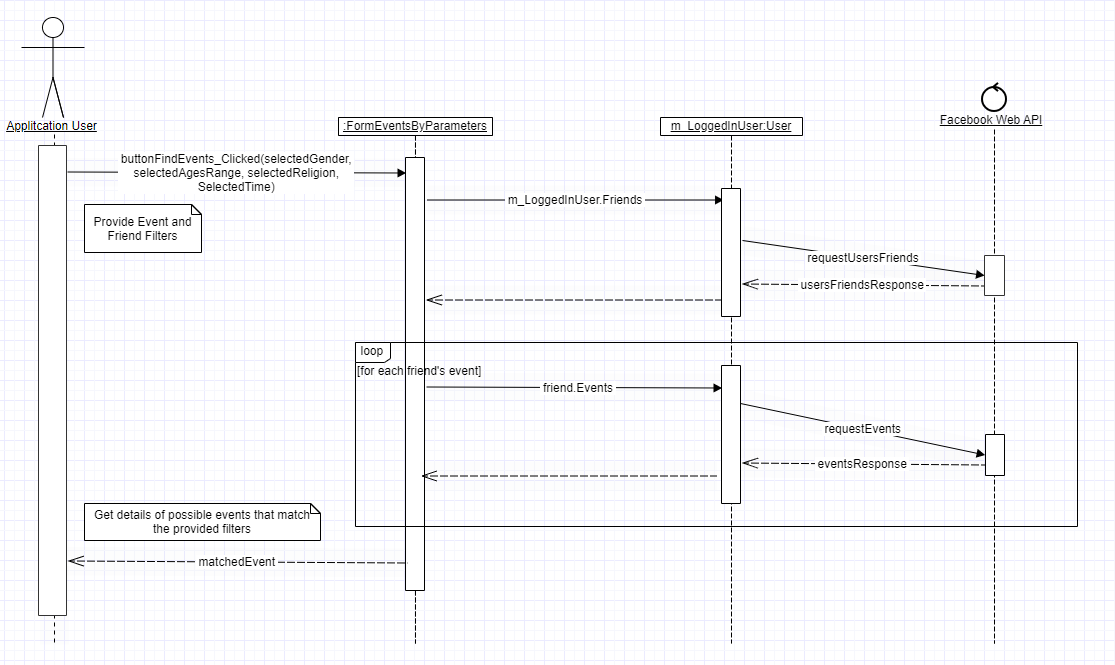 Applitcation User
:FormEventsByParameters
m_LoggedInUser:User
Facebook Web API
buttonFindEvents_Clicked(selectedGender,
selectedAgesRange, selectedReligion,
SelectedTime)
m_LoggedInUser.Friends
Provide Event and
Friend Filters
requestUsersFriends
usersFriendsResponse
loop
[for each friend's event]
friend.Events
requestEvents
eventsResponse
Get details of possible events that match
the provided filters
matchedEvent